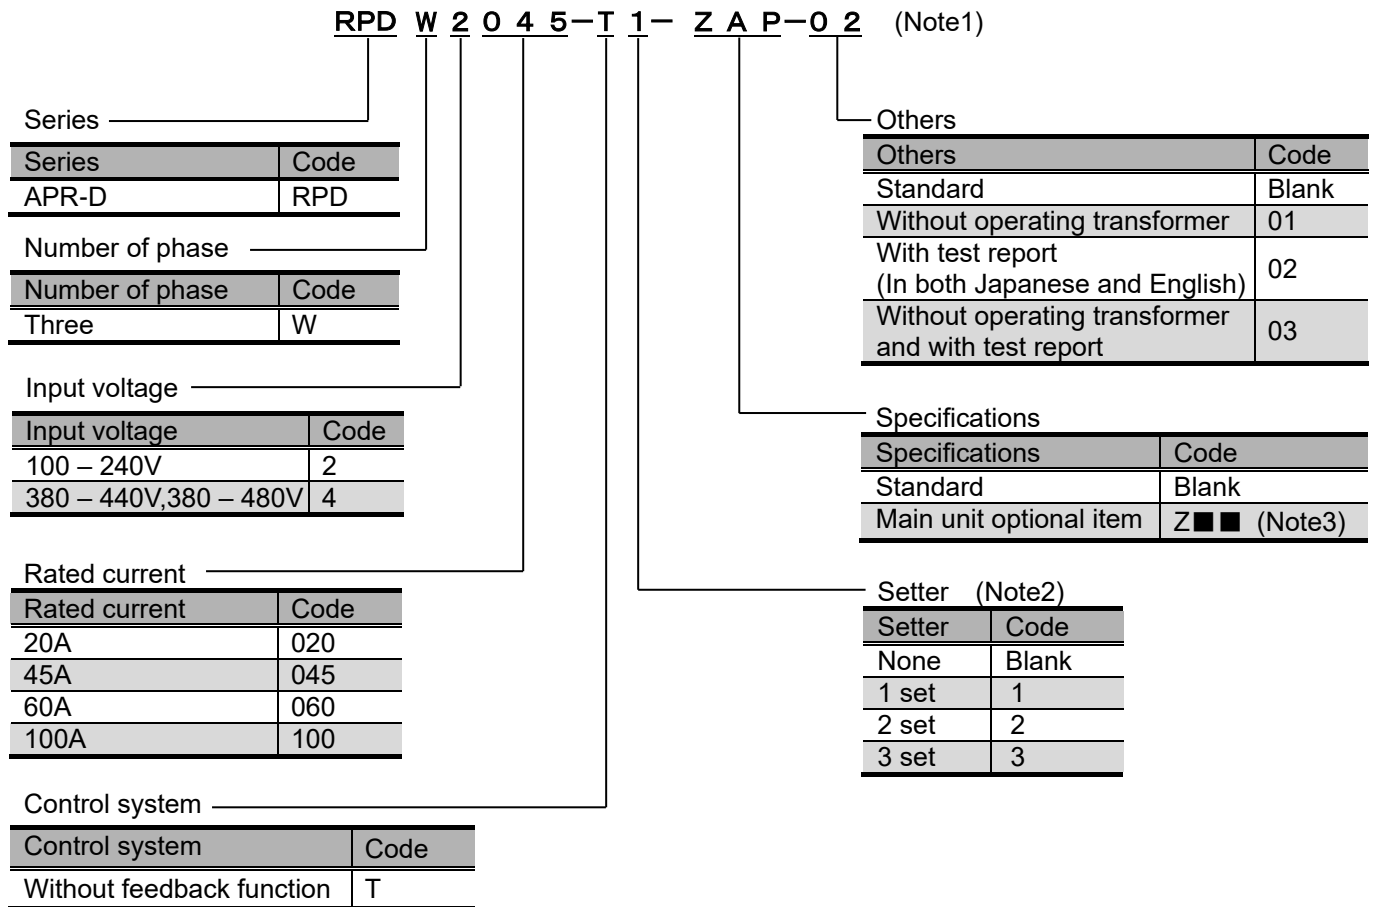 RPD W 2 0 4 5－T 1－ Z A P－0 2 (Note1)
Series
Series Code
APR-D RPD
Number of phase
Number of phase Code
Three W
Input voltage
Input voltage Code
100 – 240V 2
380 – 440V,380 – 480V 4
Rated current
Rated current Code
20A 020
45A 045
60A 060
100A 100
Control system
Control system Code
Without feedback function T
Others
Others Code
Standard Blank
Without operating transformer 01
With test report
(In both Japanese and English) 02
Without operating transformer
and with test report 03
Specifications
Specifications Code
Standard Blank
Main unit optional item Z■■ (Note3)
Setter (Note2)
Setter Code
None Blank
1 set 1
2 set 2
3 set 3